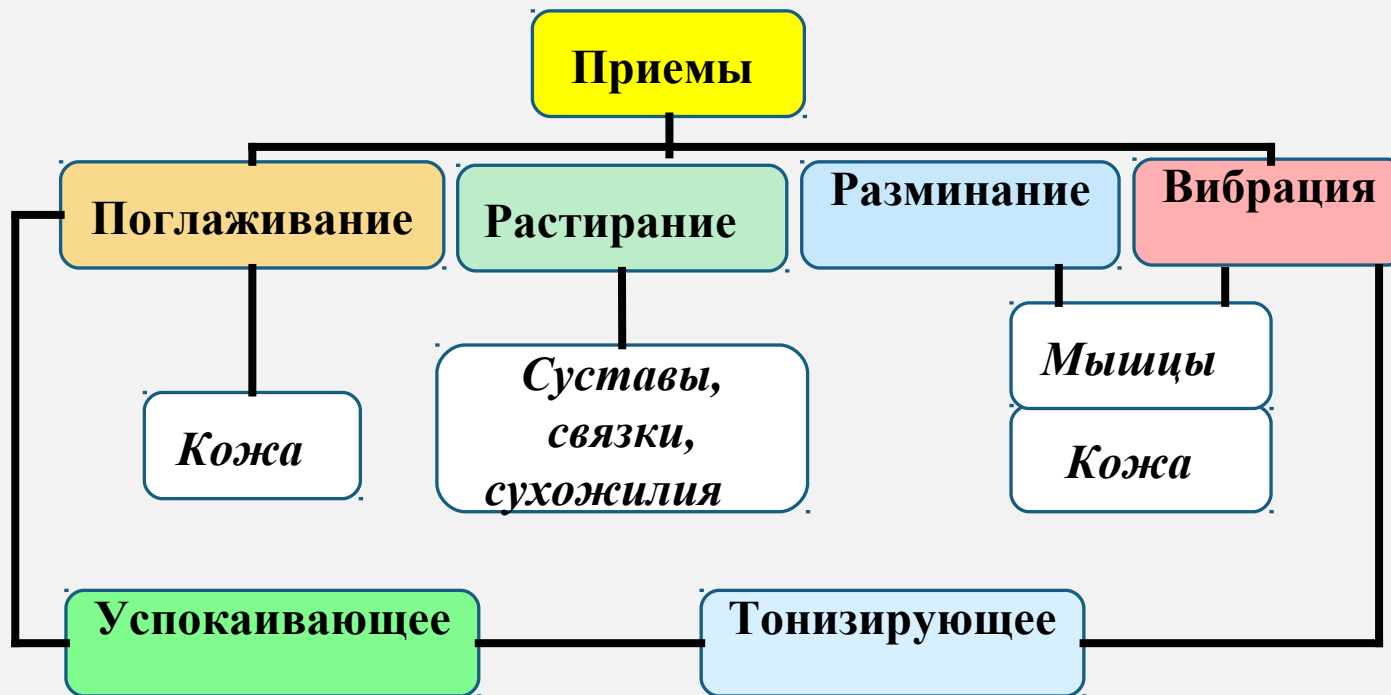 Приемы
Поглаживание
Растирание
Разминание
Вибрация
Кожа
Суставы,
связки,
сухожилия
Мышцы
Кожа
Успокаивающее
Тонизирующее